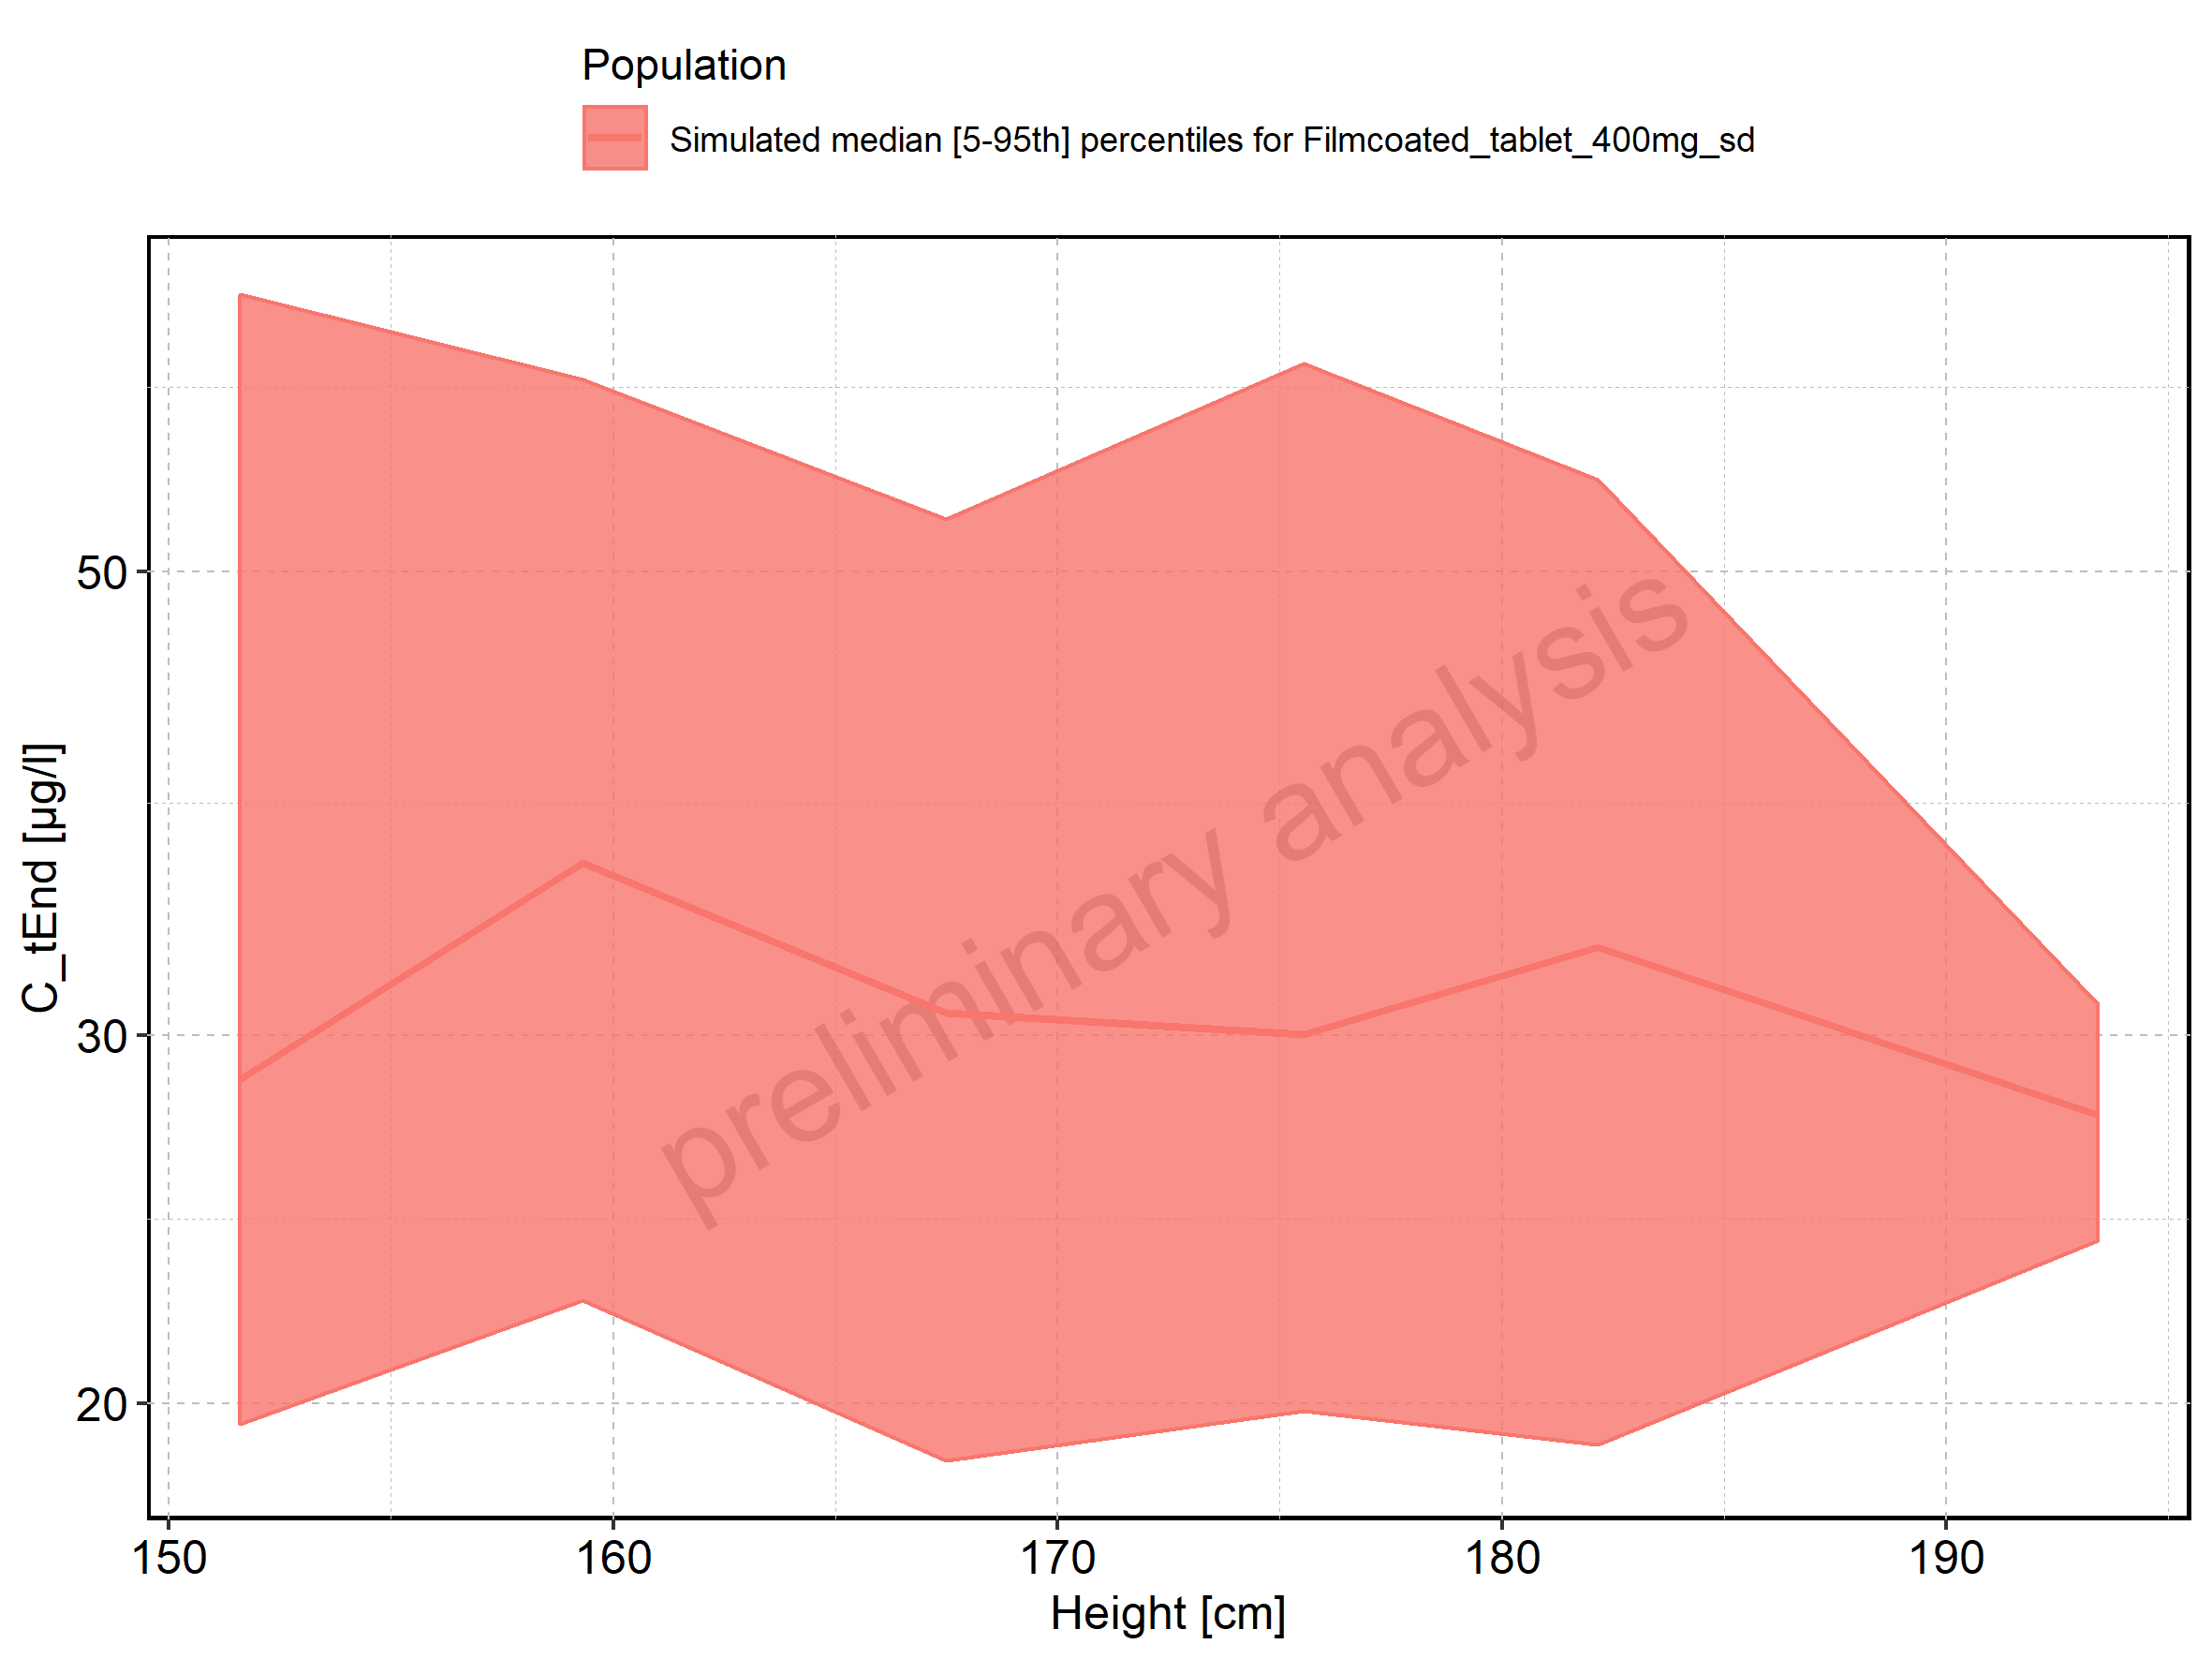 Population
Simulated median [5-95th] percentiles for Filmcoated_tablet_400mg_sd
50
30
20
C_tEnd [µg/l]
preliminary analysis
150 160 170 180 190
Height [cm]